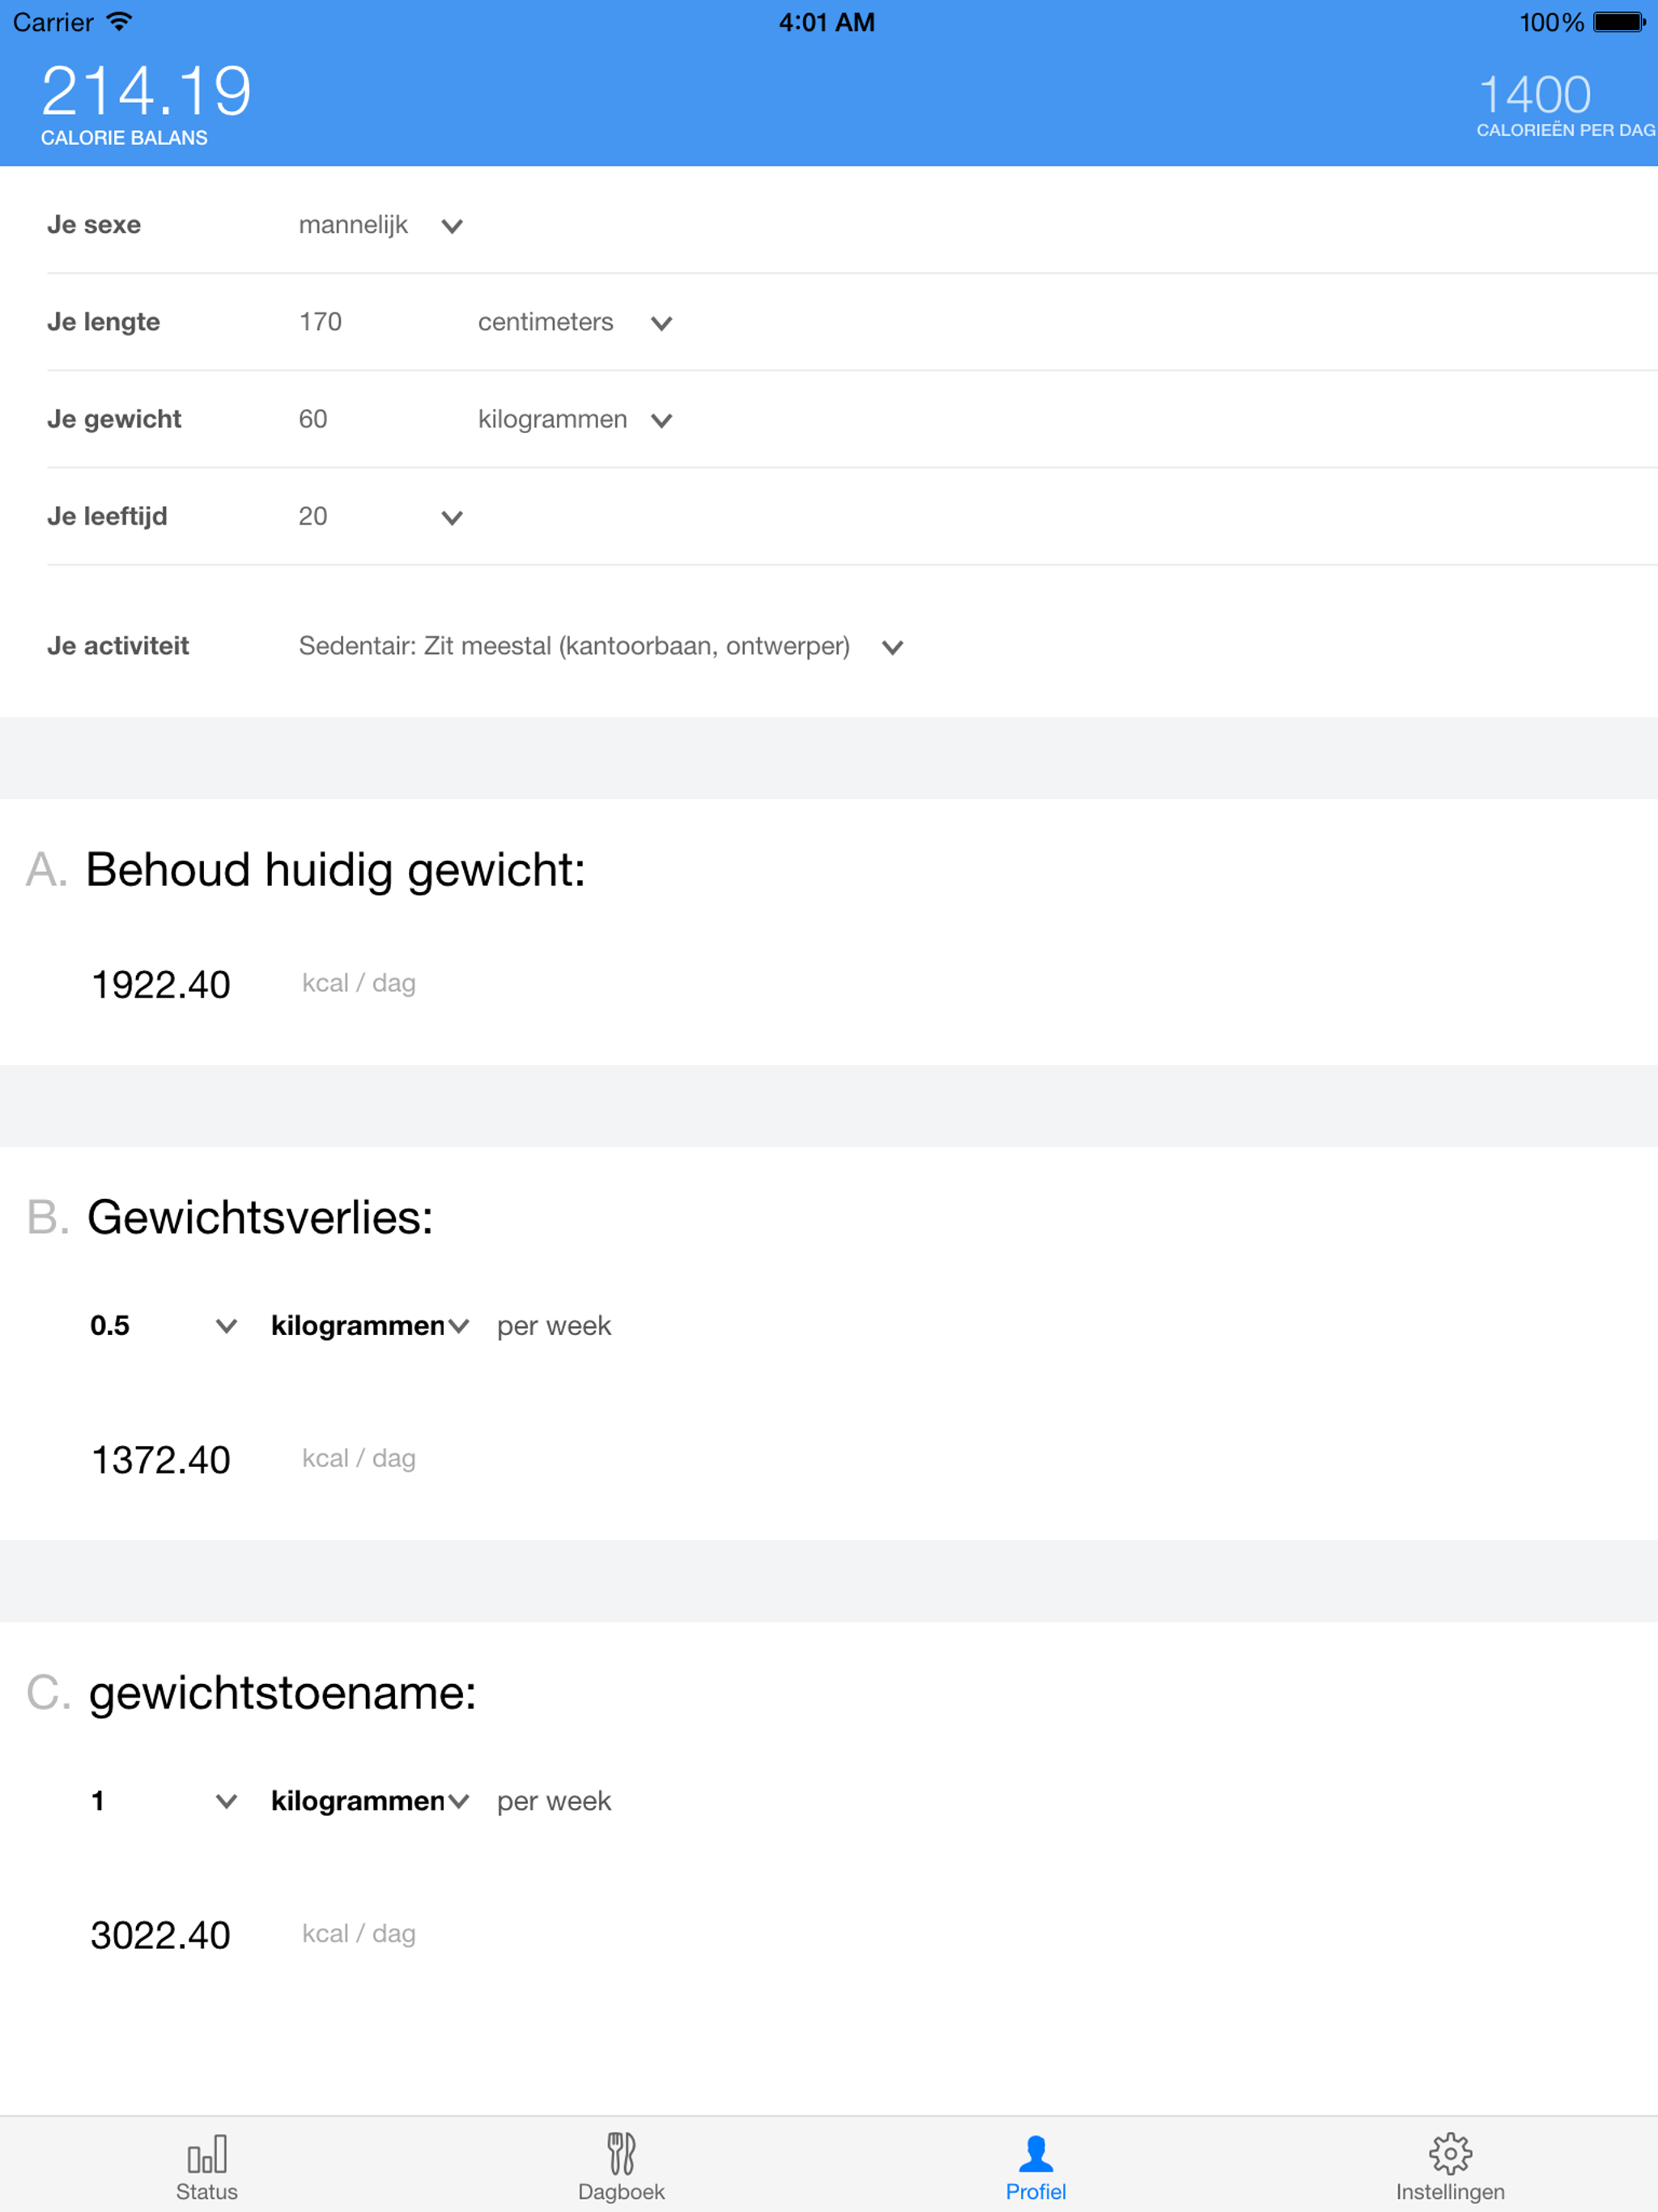 Carrier 4:01 AM 100%
214.19 1400
CALORIE BALANS CALORIEËN PER DAG
Je sexe mannelijk
Je lengte 170 centimeters
Je gewicht 60 kilogrammen
Je leeftijd 20
Je activiteit Sedentair: Zit meestal (kantoorbaan, ontwerper)
A. Behoud huidig gewicht:
1922.40 kcal / dag
B. Gewichtsverlies:
0.5 kilogrammen per week
1372.40 kcal / dag
C. gewichtstoename:
1 kilogrammen per week
3022.40 kcal / dag
Status Dagboek Profiel Instellingen